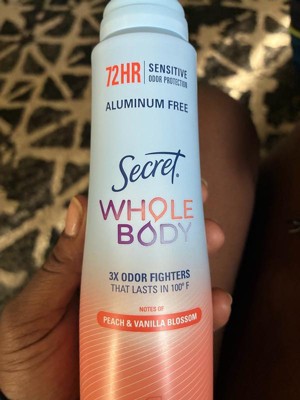 72HR SENSITIVE
ODOR PROTECTION
ALUMINUM FREE
Secret.
WHOLE
BODY
3X ODOR FIGHTERS
THAT LASTS IN 100° F
NOTES OF
PEACH & VANILLA BLOSSOM